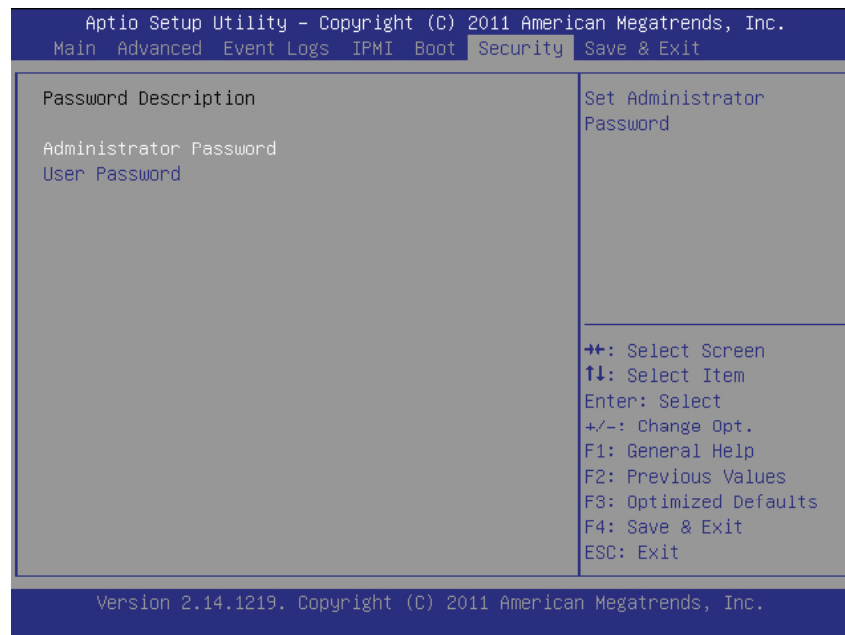 Aptio Setup Utility – Copyright (C) 2011 American Megatrends, Inc.
Main Advanced Event Logs IPMI Boot Security Save & Exit
Password Description
Administrator Password
User Password
Set Administrator
Password
→←: Select Screen
↑↓: Select Item
Enter: Select
+/-: Change Opt.
F1: General Help
F2: Previous Values
F3: Optimized Defaults
F4: Save & Exit
ESC: Exit
Version 2.14.1219. Copyright (C) 2011 American Megatrends, Inc.